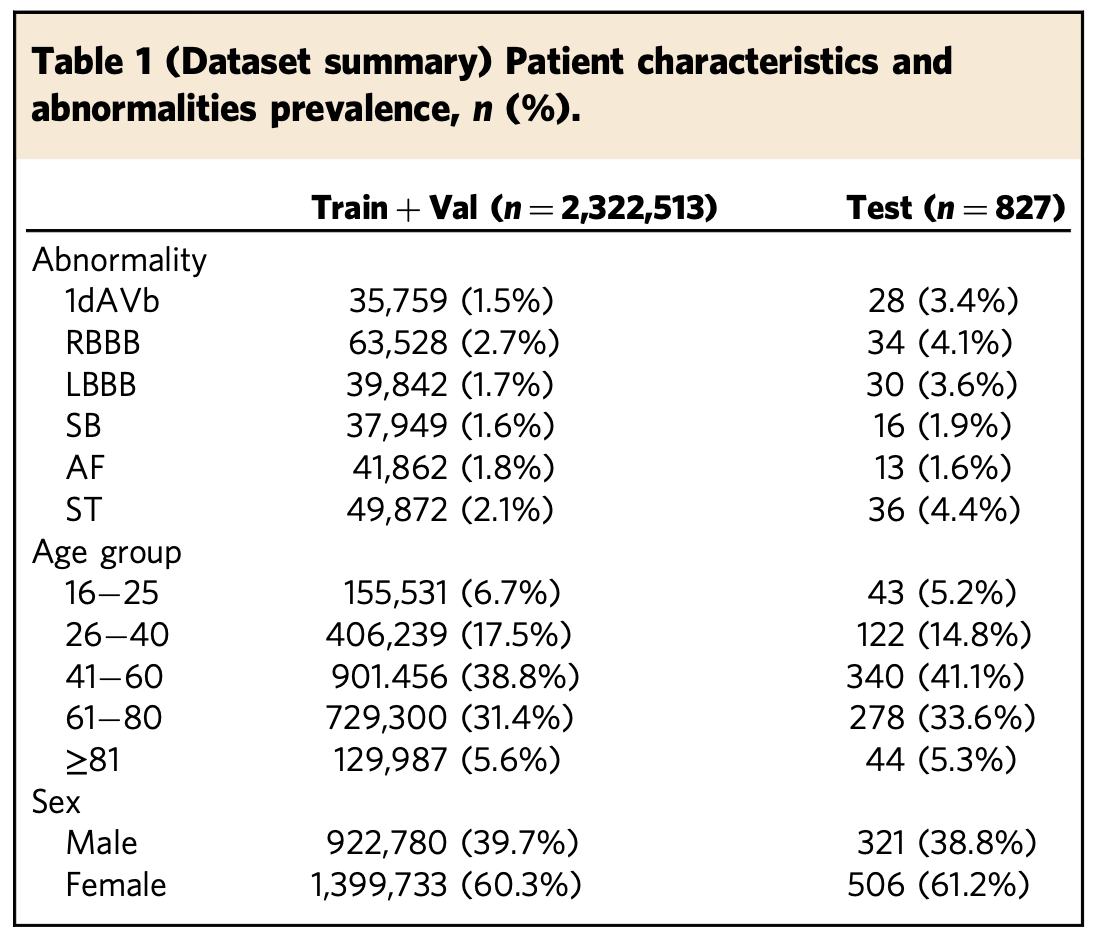 Table 1 (Dataset summary) Patient characteristics and
abnormalities prevalence, n (%).
Train + Val (n = 2,322,513) Test (n = 827)
Abnormality
1dAVb 35,759 (1.5%) 28 (3.4%)
RBBB 63,528 (2.7%) 34 (4.1%)
LBBB 39,842 (1.7%) 30 (3.6%)
SB 37,949 (1.6%) 16 (1.9%)
AF 41,862 (1.8%) 13 (1.6%)
ST 49,872 (2.1%) 36 (4.4%)
Age group
16–25 155,531 (6.7%) 43 (5.2%)
26–40 406,239 (17.5%) 122 (14.8%)
41–60 901.456 (38.8%) 340 (41.1%)
61–80 729,300 (31.4%) 278 (33.6%)
≥81 129,987 (5.6%) 44 (5.3%)
Sex
Male 922,780 (39.7%) 321 (38.8%)
Female 1,399,733 (60.3%) 506 (61.2%)